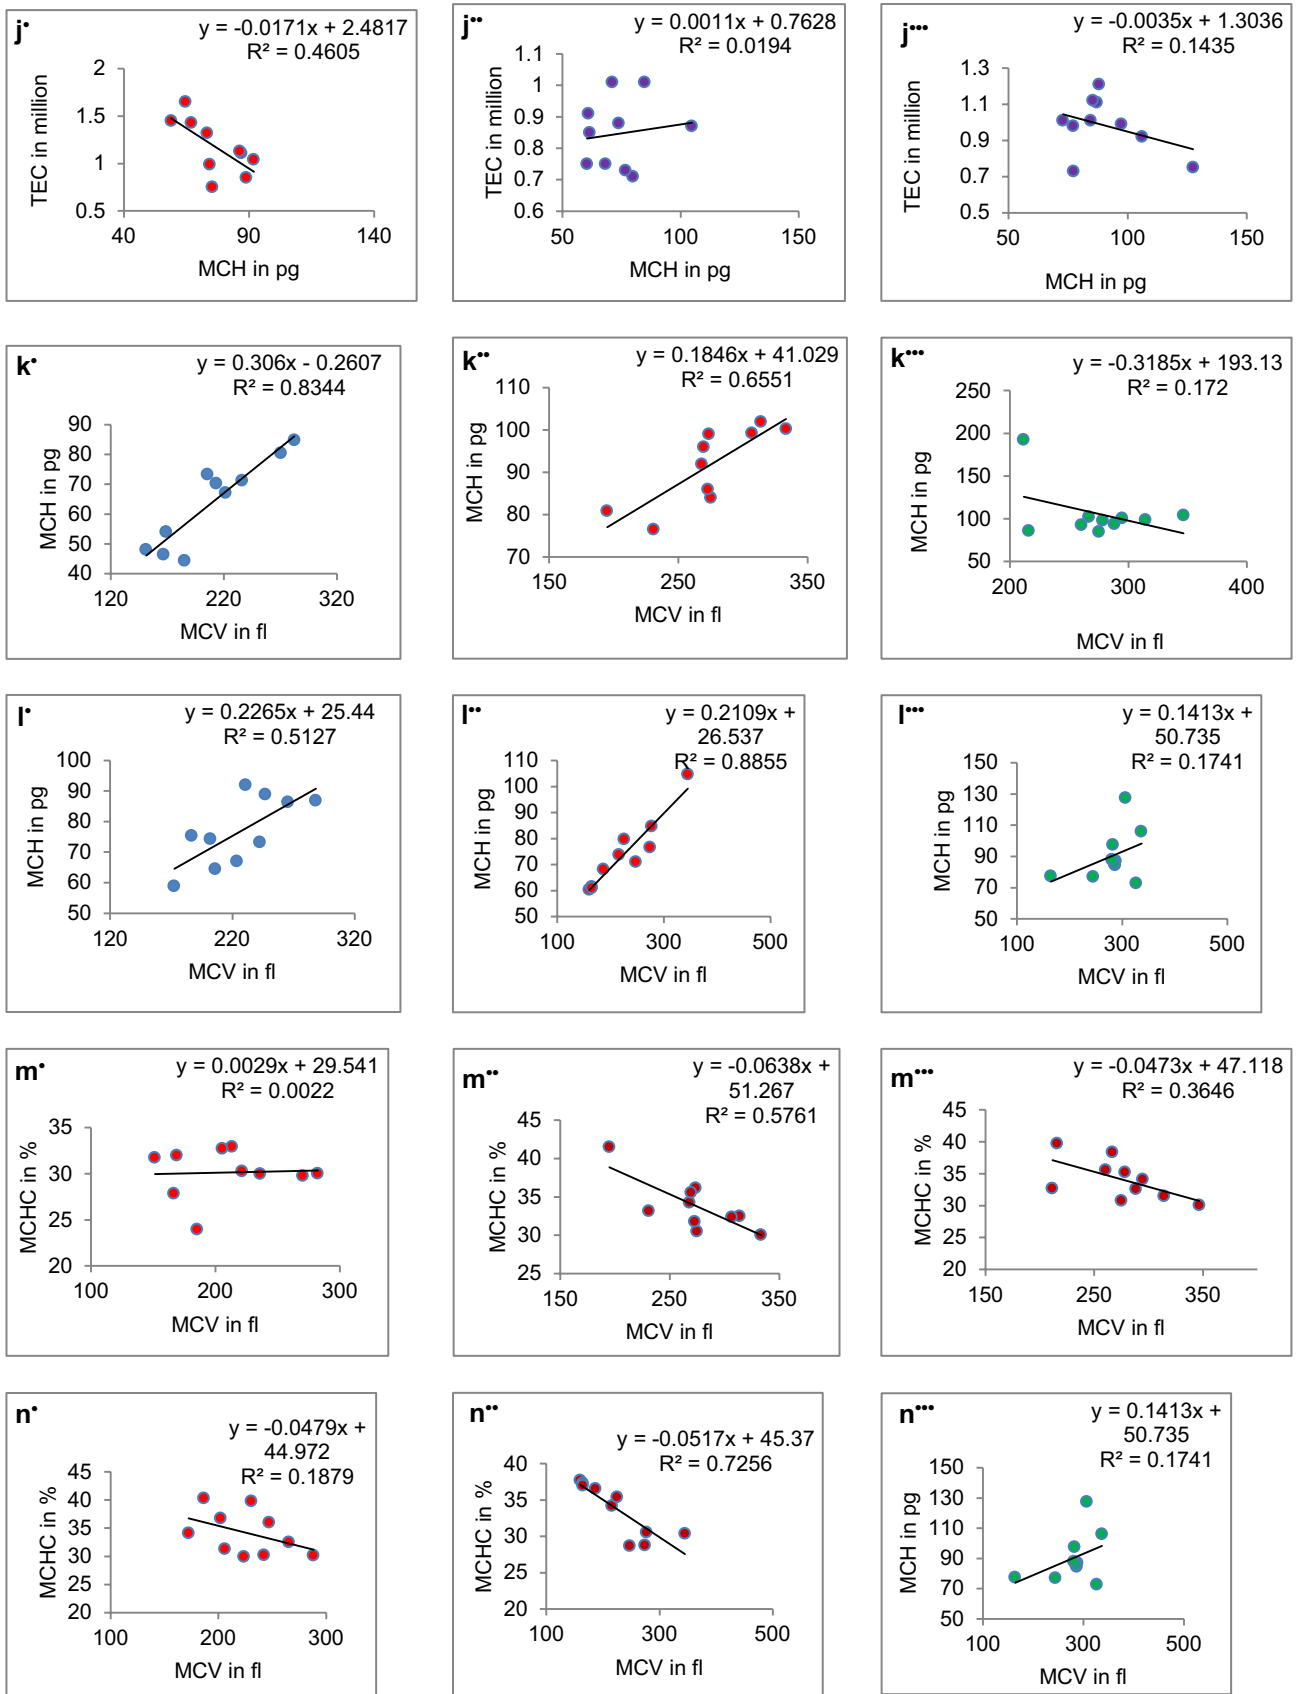 j•
y = -0.0171x + 2.4817
R² = 0.4605
TEC in million
2
1.5
1
0.5
40 90 140
MCH in pg
j••
y = 0.0011x + 0.7628
R² = 0.0194
TEC in million
1.1
1
0.9
0.8
0.7
0.6
50 100 150
MCH in pg
j•••
y = -0.0035x + 1.3036
R² = 0.1435
TEC in million
1.3
1.1
0.9
0.7
0.5
50 100 150
MCH in pg
k•
y = 0.306x - 0.2607
R² = 0.8344
MCH in pg
90
80
70
60
50
40
120 220 320
MCV in fl
k••
y = 0.1846x + 41.029
R² = 0.6551
MCH in pg
110
100
90
80
70
150 250 350
MCV in fl
k•••
y = -0.3185x + 193.13
R² = 0.172
MCH in pg
250
200
150
100
50
200 300 400
MCV in fl
l•
y = 0.2265x + 25.44
R² = 0.5127
MCH in pg
100
90
80
70
60
50
120 220 320
MCV in fl
l••
y = 0.2109x +
26.537
R² = 0.8855
MCH in pg
110
100
90
80
70
60
50
100 300 500
MCV in fl
l•••
y = 0.1413x +
50.735
R² = 0.1741
MCH in pg
150
130
110
90
70
50
100 300 500
MCV in fl
m•
y = 0.0029x + 29.541
R² = 0.0022
MCHC in %
35
30
25
20
100 200 300
MCV in fl
m••
y = -0.0638x +
51.267
R² = 0.5761
MCHC in %
45
40
35
30
25
150 250 350
MCV in fl
m•••
y = -0.0473x + 47.118
R² = 0.3646
MCHC in %
45
40
35
30
25
20
150 250 350
MCV in fl
n•
y = -0.0479x +
44.972
R² = 0.1879
MCHC in %
45
40
35
30
25
20
100 200 300
MCV in fl
n••
y = -0.0517x + 45.37
R² = 0.7256
MCHC in %
40
35
30
25
20
100 300 500
MCV in fl
n•••
y = 0.1413x +
50.735
R² = 0.1741
MCH in pg
150
130
110
90
70
50
100 300 500
MCV in fl